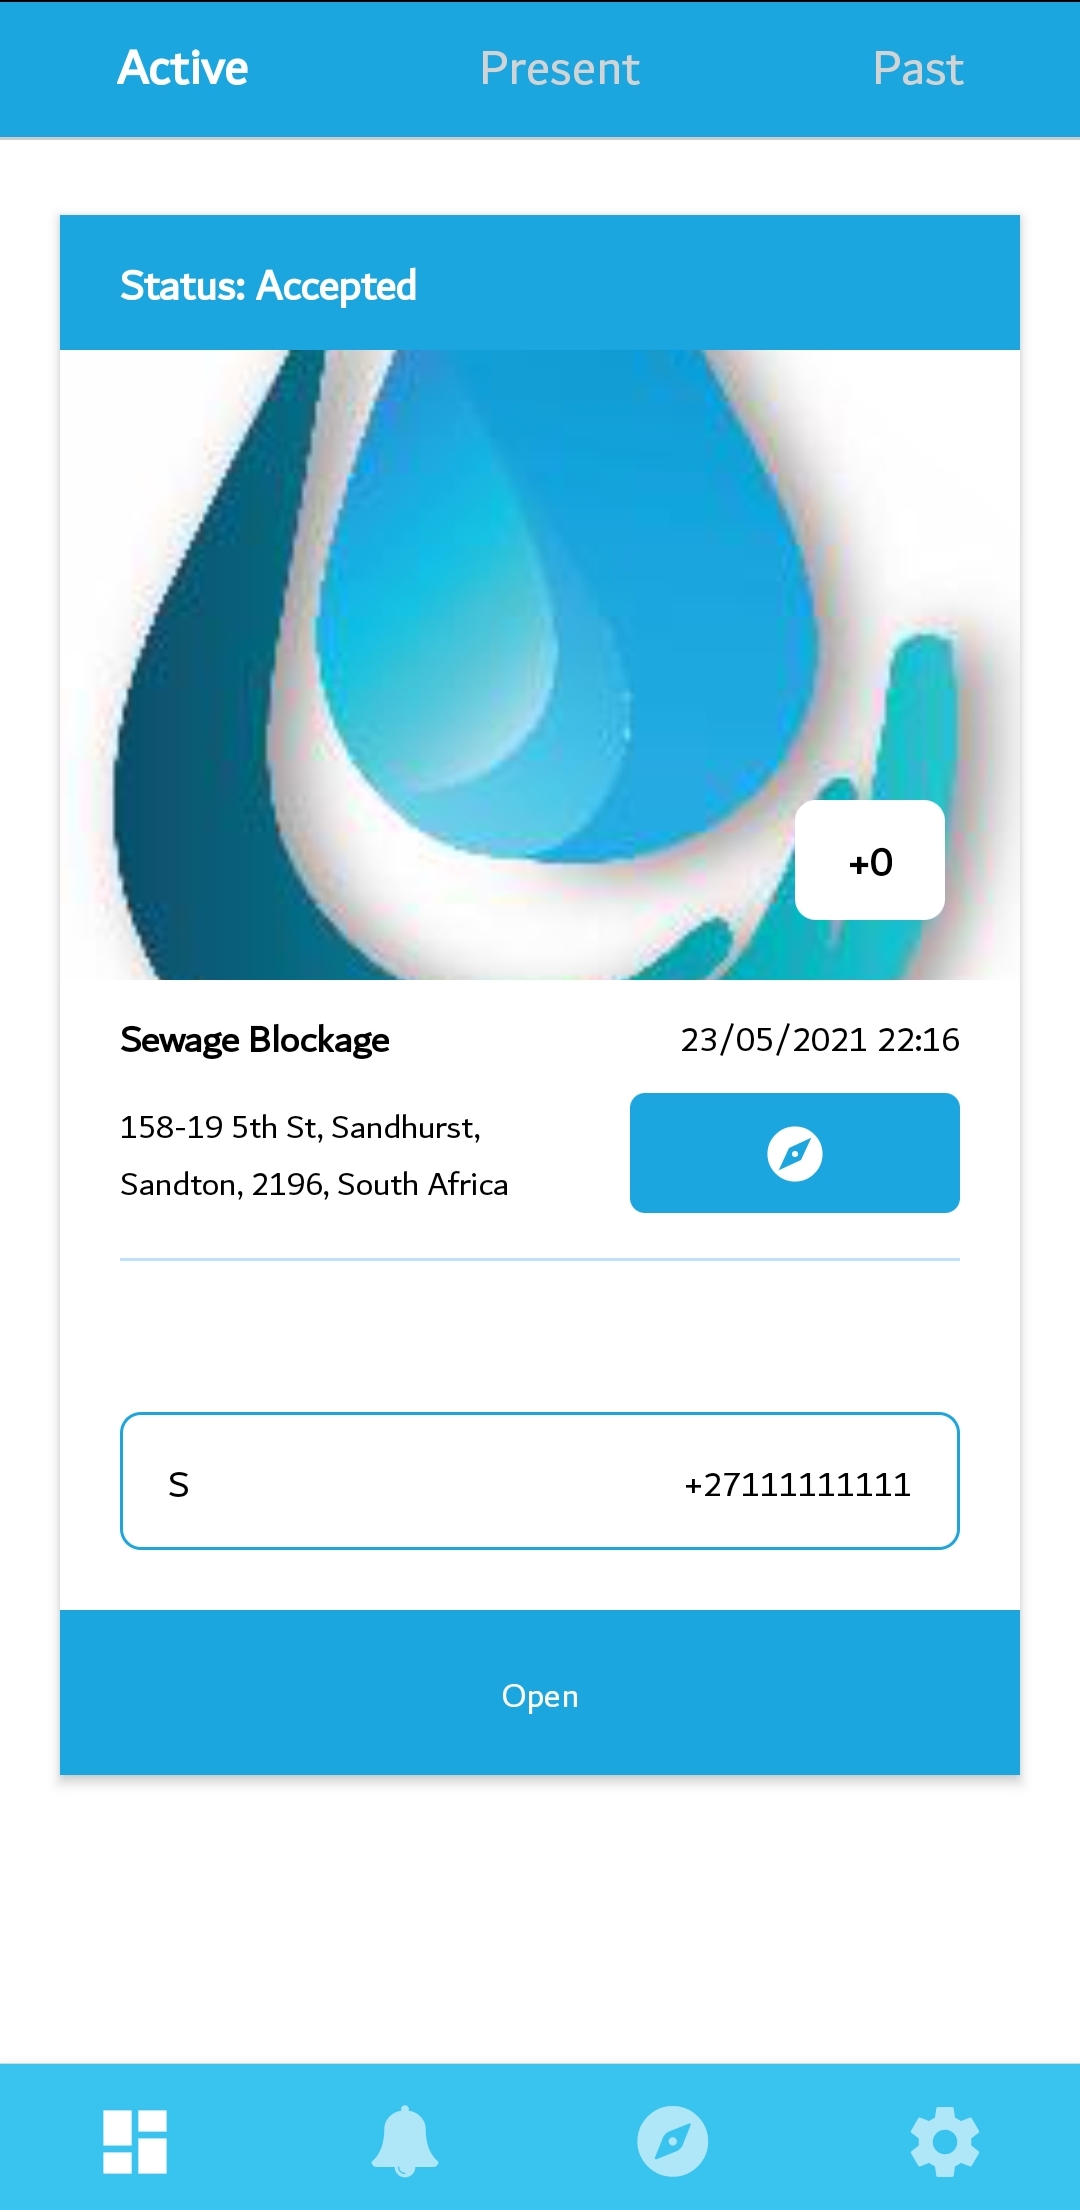 Active Present Past
Status: Accepted
+0
Sewage Blockage 23/05/2021 22:16
158-19 5th St, Sandhurst,
Sandton, 2196, South Africa
S +27111111111
Open